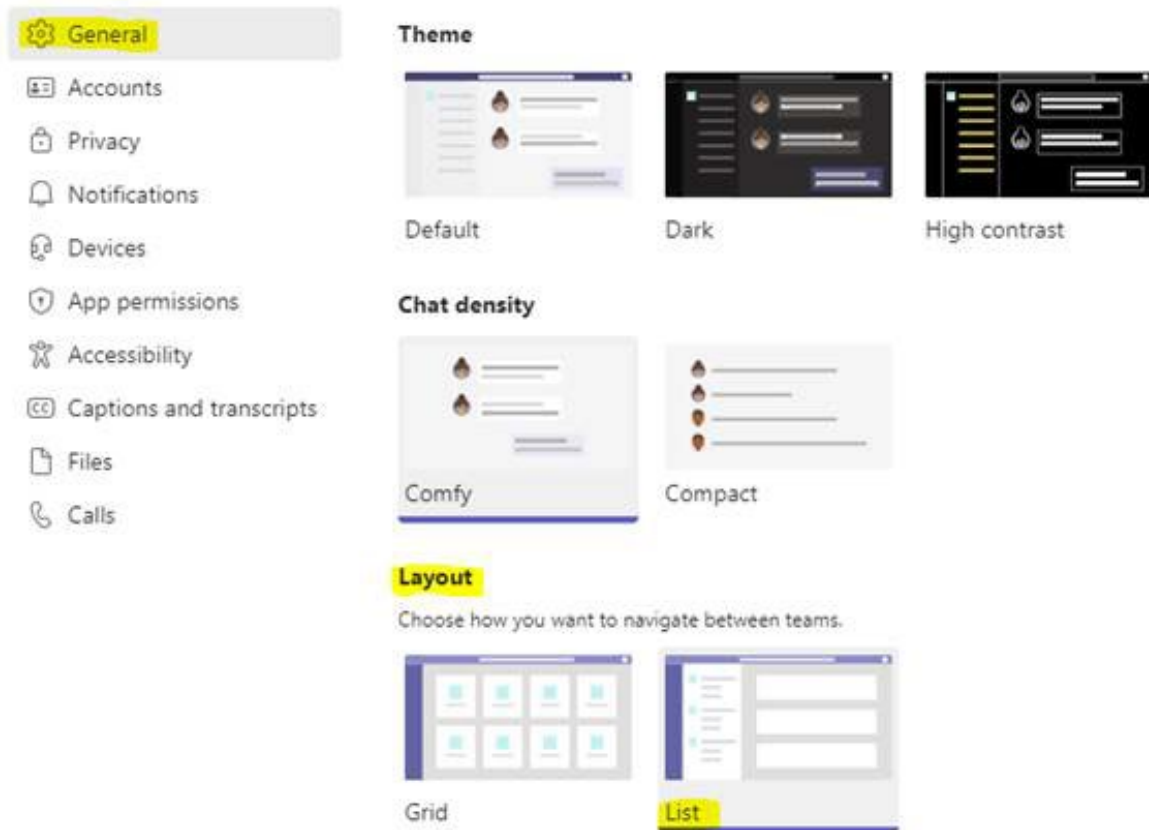 General
Accounts
Privacy
Notifications
Devices
App permissions
Accessibility
CC Captions and transcripts
Files
Calls
Theme
Default Dark High contrast
Chat density
Comfy Compact
Layout
Choose how you want to navigate between teams.
Grid List